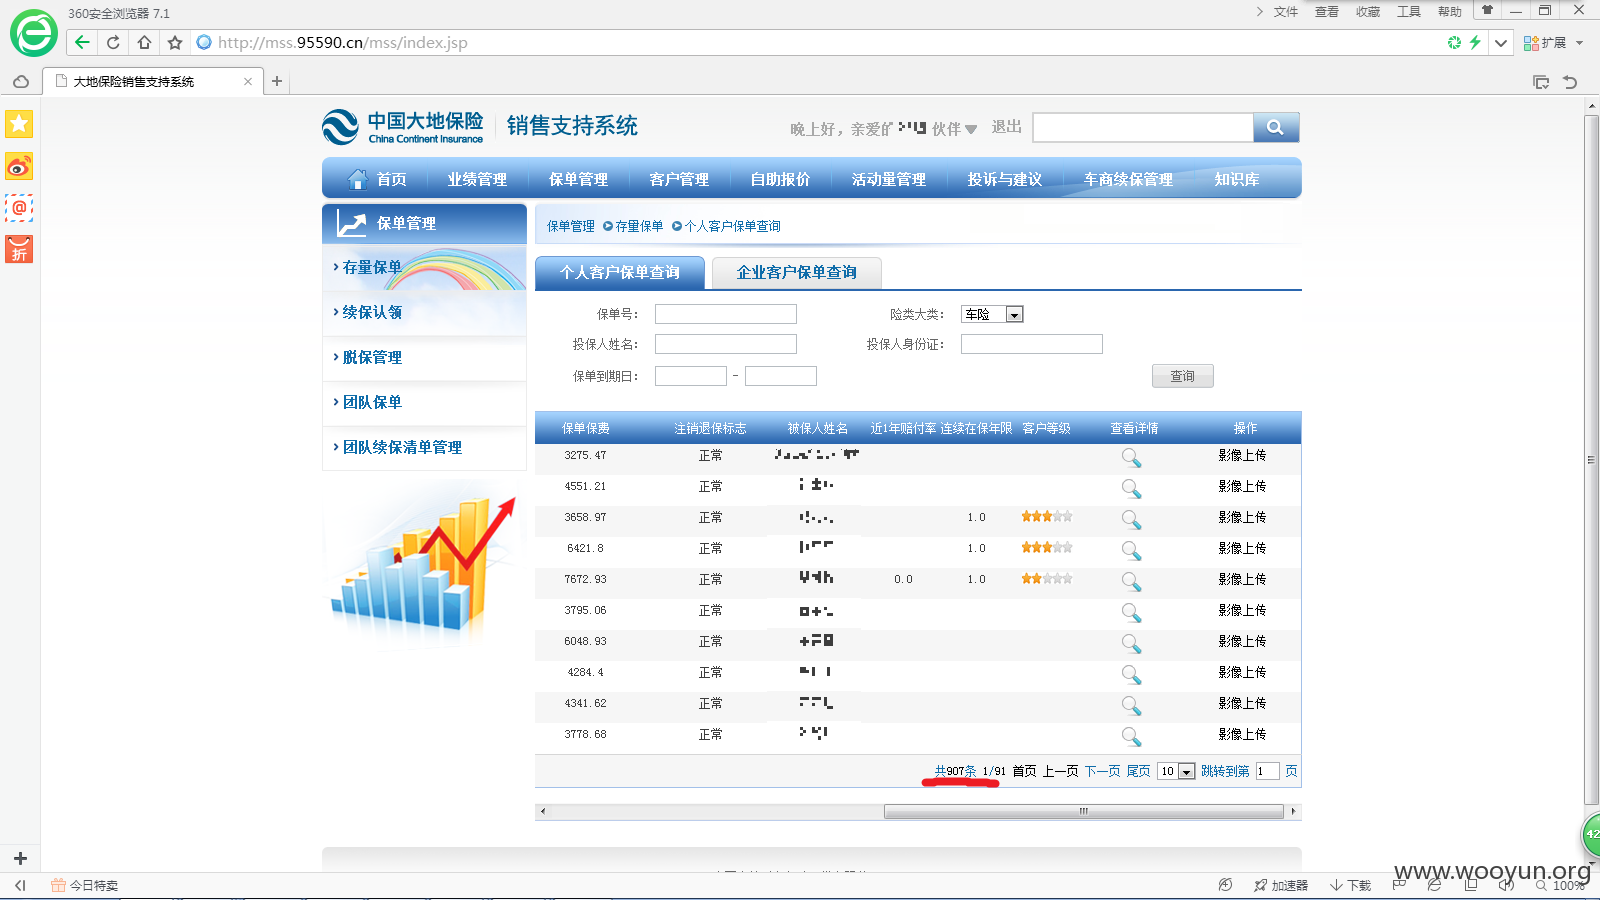 360安全浏览器 7.1
文件 查看 收藏 工具 帮助
http://mss.95590.cn/mss/index.jsp
扩展
大地保险销售支持系统
中国大地保险
China Continent Insurance
销售支持系统
晚上好，亲爱的 伙伴 退出
首页 业绩管理 保单管理 客户管理 自助报价 活动量管理 投诉与建议 车商续保管理 知识库
保单管理
存量保单
续保认领
脱保管理
团队保单
团队续保清单管理
保单管理 存量保单 个人客户保单查询
个人客户保单查询 企业客户保单查询
保单号： 险类大类： 车险
投保人姓名： 投保人身份证：
保单到期日： - 查询
保单保费 注销退保标志 被保人姓名 近1年赔付率 连续在保年限 客户等级 查看详情 操作
3275.47 正常 影像上传
4551.21 正常 影像上传
3658.97 正常 1.0 影像上传
6421.8 正常 1.0 影像上传
7672.93 正常 0.0 1.0 影像上传
3795.06 正常 影像上传
6048.93 正常 影像上传
4284.4 正常 影像上传
4341.62 正常 影像上传
3778.68 正常 影像上传
共907条 1/91 首页 上一页 下一页 尾页 10 跳转到第 1 页
折
42
www.wooyun.org
今日特卖
加速器 下载 100%